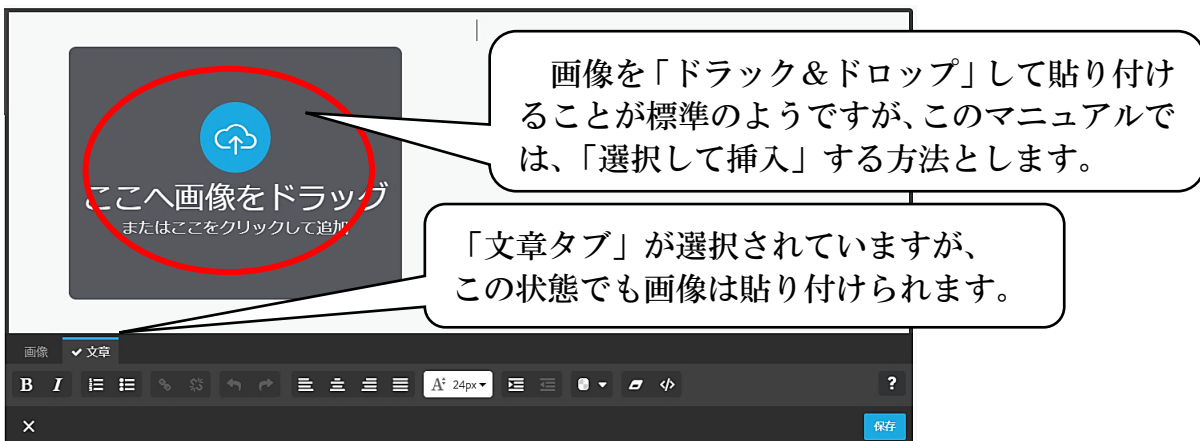 画像を「ドラック＆ドロップ」して貼り付け
ることが標準のようですが、このマニュアルで
は、「選択して挿入」する方法とします。
ここへ画像をドラッグ
またはここをクリックして追加
「文章タブ」が選択されていますが、
この状態でも画像は貼り付けられます。
画像 文章
B I A 24px ?
保存